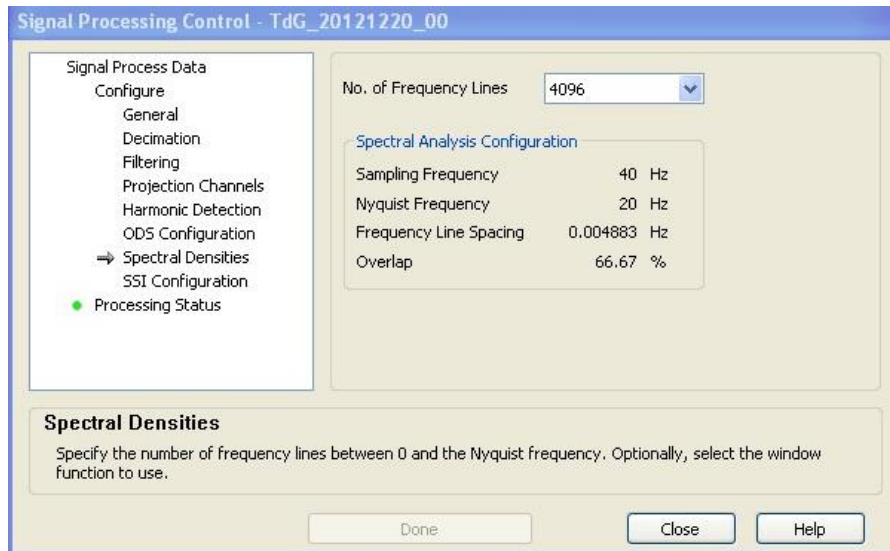 Signal Processing Control - TdG_20121220_00
Signal Process Data
Configure
General
Decimation
Filtering
Projection Channels
Harmonic Detection
ODS Configuration
Spectral Densities
SSI Configuration
Processing Status
No. of Frequency Lines 4096
Spectral Analysis Configuration
Sampling Frequency 40 Hz
Nyquist Frequency 20 Hz
Frequency Line Spacing 0.004883 Hz
Overlap 66.67 %
Spectral Densities
Specify the number of frequency lines between 0 and the Nyquist frequency. Optionally, select the window
function to use.
Done Close Help